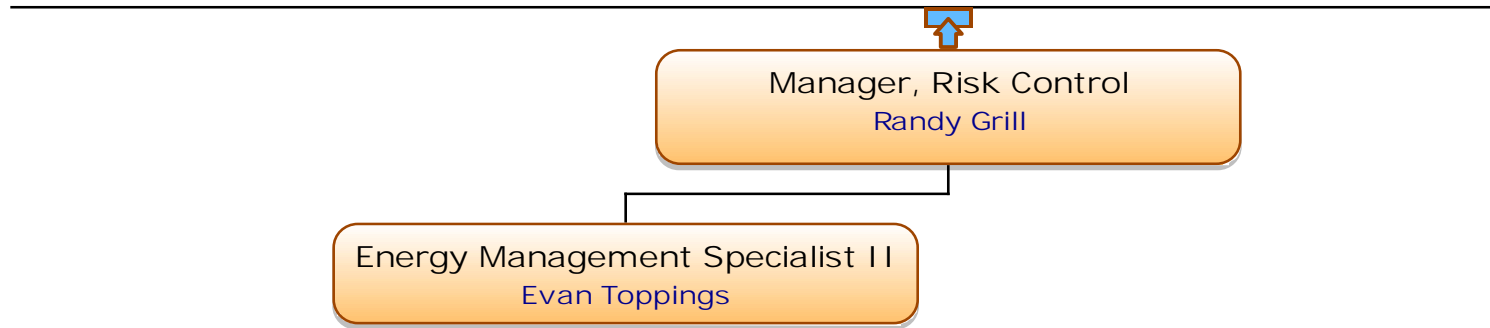 Manager, Risk Control
Randy Grill
Energy Management Specialist II
Evan Toppings